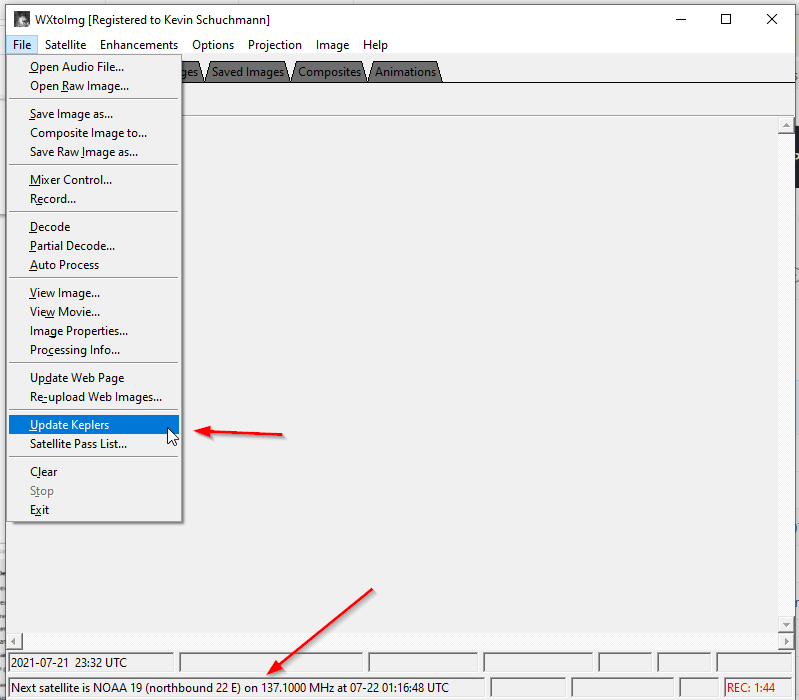 WXtoImg [Registered to Kevin Schuchmann]
File Satellite Enhancements Options Projection Image Help
Saved Images Composites Animations
Open Audio File...
Open Raw Image...
Save Image as...
Composite Image to...
Save Raw Image as...
Mixer Control...
Record...
Decode
Partial Decode...
Auto Process
View Image...
View Movie...
Image Properties...
Processing Info...
Update Web Page
Re-upload Web Images...
Update Keplers
Satellite Pass List...
Clear
Stop
Exit
2021-07-21 23:32 UTC
Next satellite is NOAA 19 (northbound 22 E) on 137.1000 MHz at 07-22 01:16:48 UTC
REC: 1:44